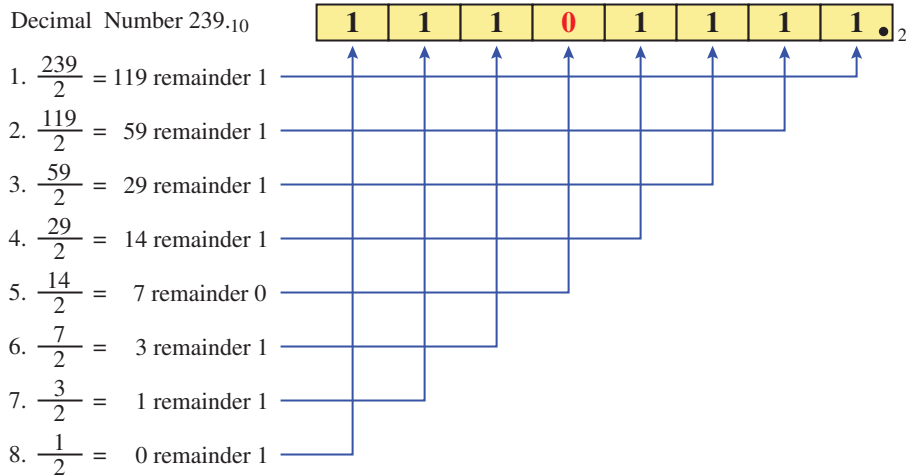 Decimal Number 239.10
1 1 1 0 1 1 1 1 . 2
1. 239/2 = 119 remainder 1
2. 119/2 = 59 remainder 1
3. 59/2 = 29 remainder 1
4. 29/2 = 14 remainder 1
5. 14/2 = 7 remainder 0
6. 7/2 = 3 remainder 1
7. 3/2 = 1 remainder 1
8. 1/2 = 0 remainder 1